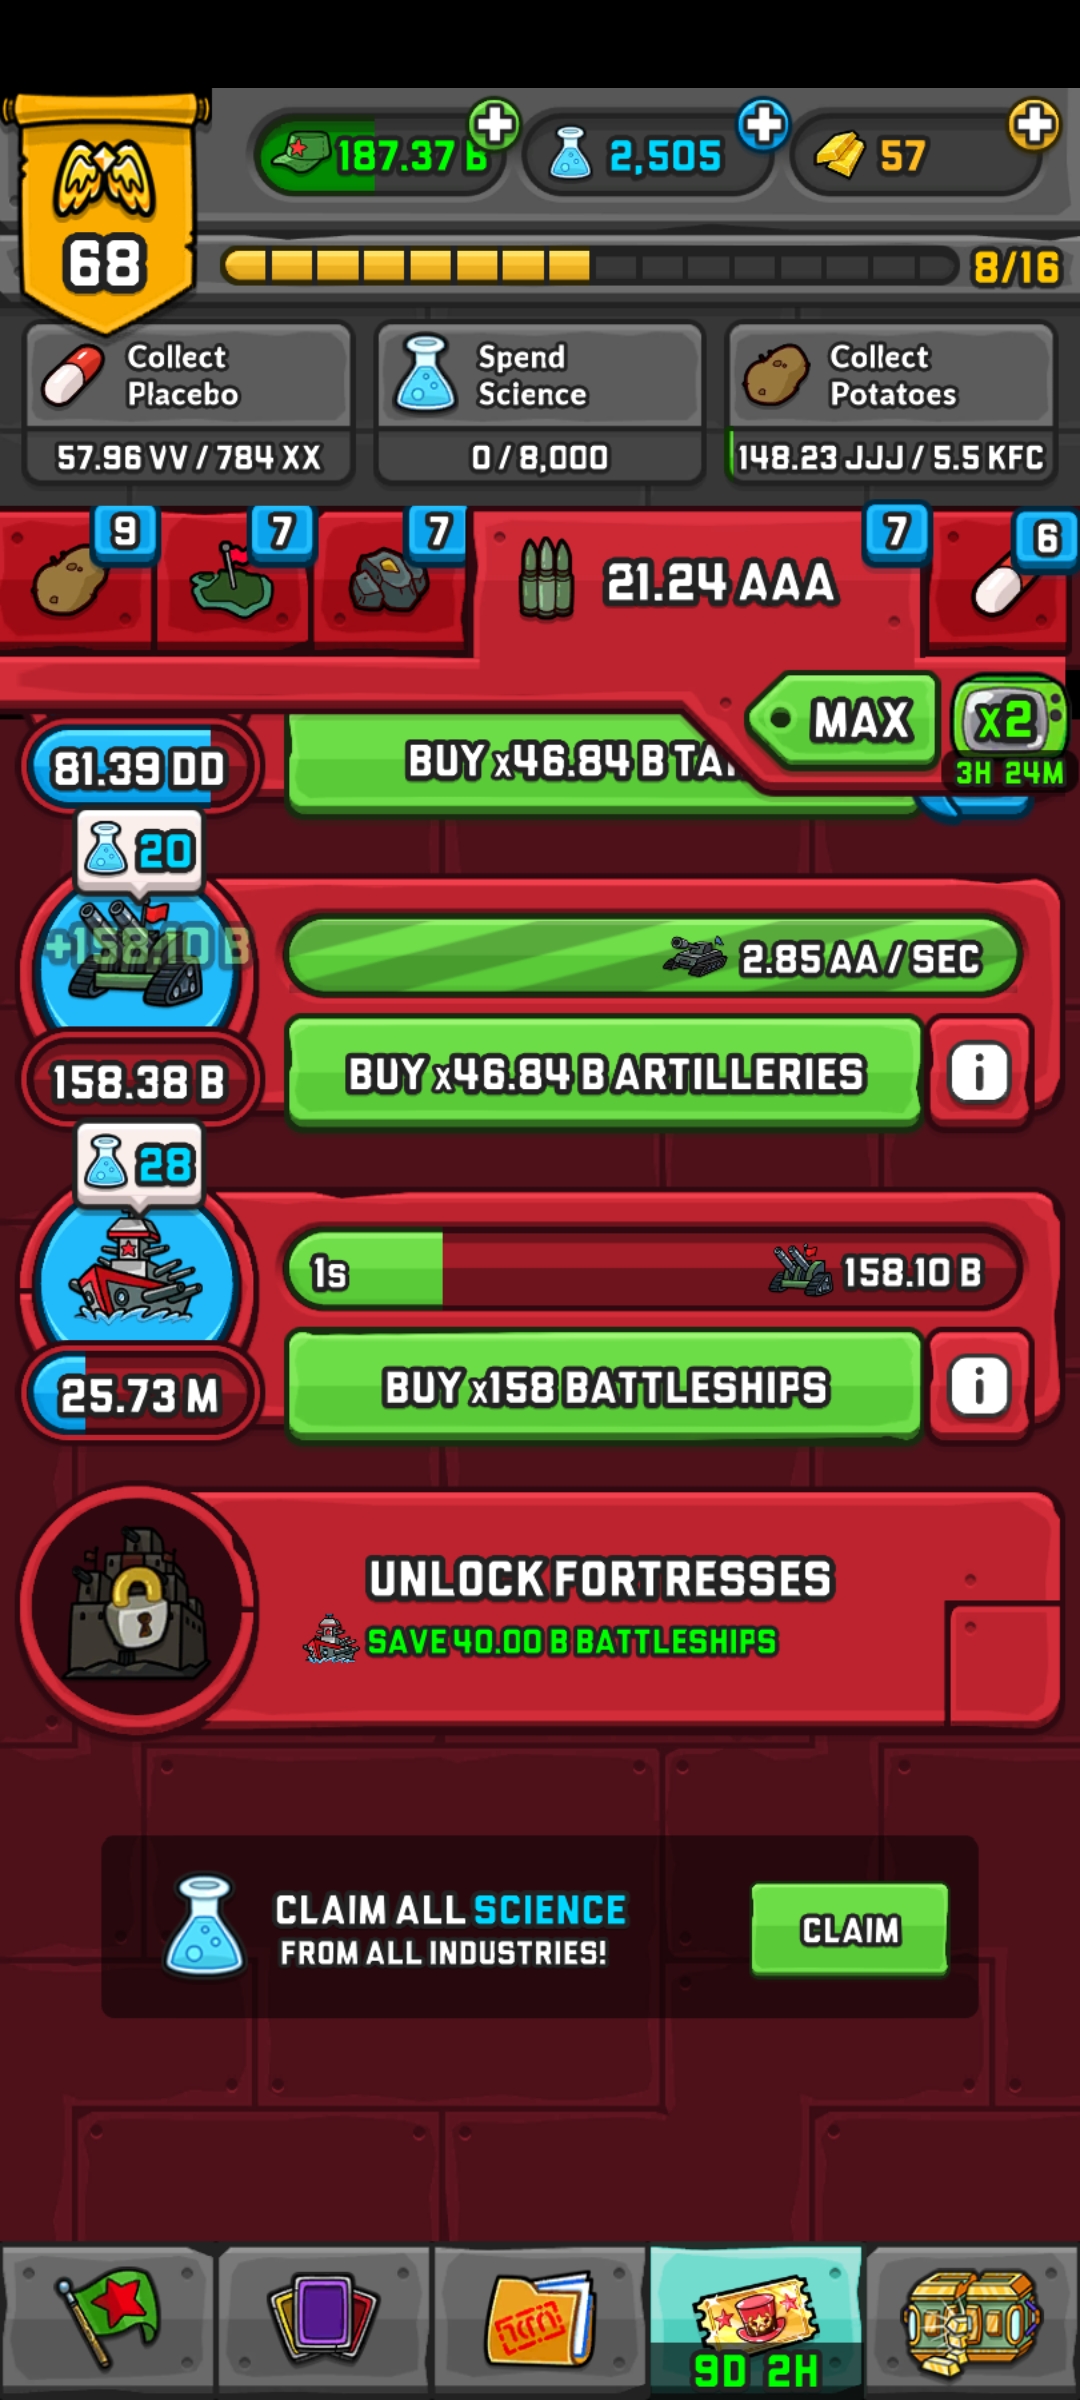 187.37 B
2,505
57
68
8/16
Collect
Placebo
57.96 VV / 784 XX
Spend
Science
0 / 8,000
Collect
Potatoes
148.23 JJJ / 5.5 KFC
9
7
7
21.24 AAA
7
6
MAX
x2
3H 24M
81.39 DD
BUY x46.84 B TA
20
+158.10 B
2.85 AA / SEC
158.38 B
BUY x46.84 B ARTILLERIES
i
28
1s
158.10 B
25.73 M
BUY x158 BATTLESHIPS
i
UNLOCK FORTRESSES
SAVE 40.00 B BATTLESHIPS
CLAIM ALL SCIENCE
FROM ALL INDUSTRIES!
CLAIM
9D 2H